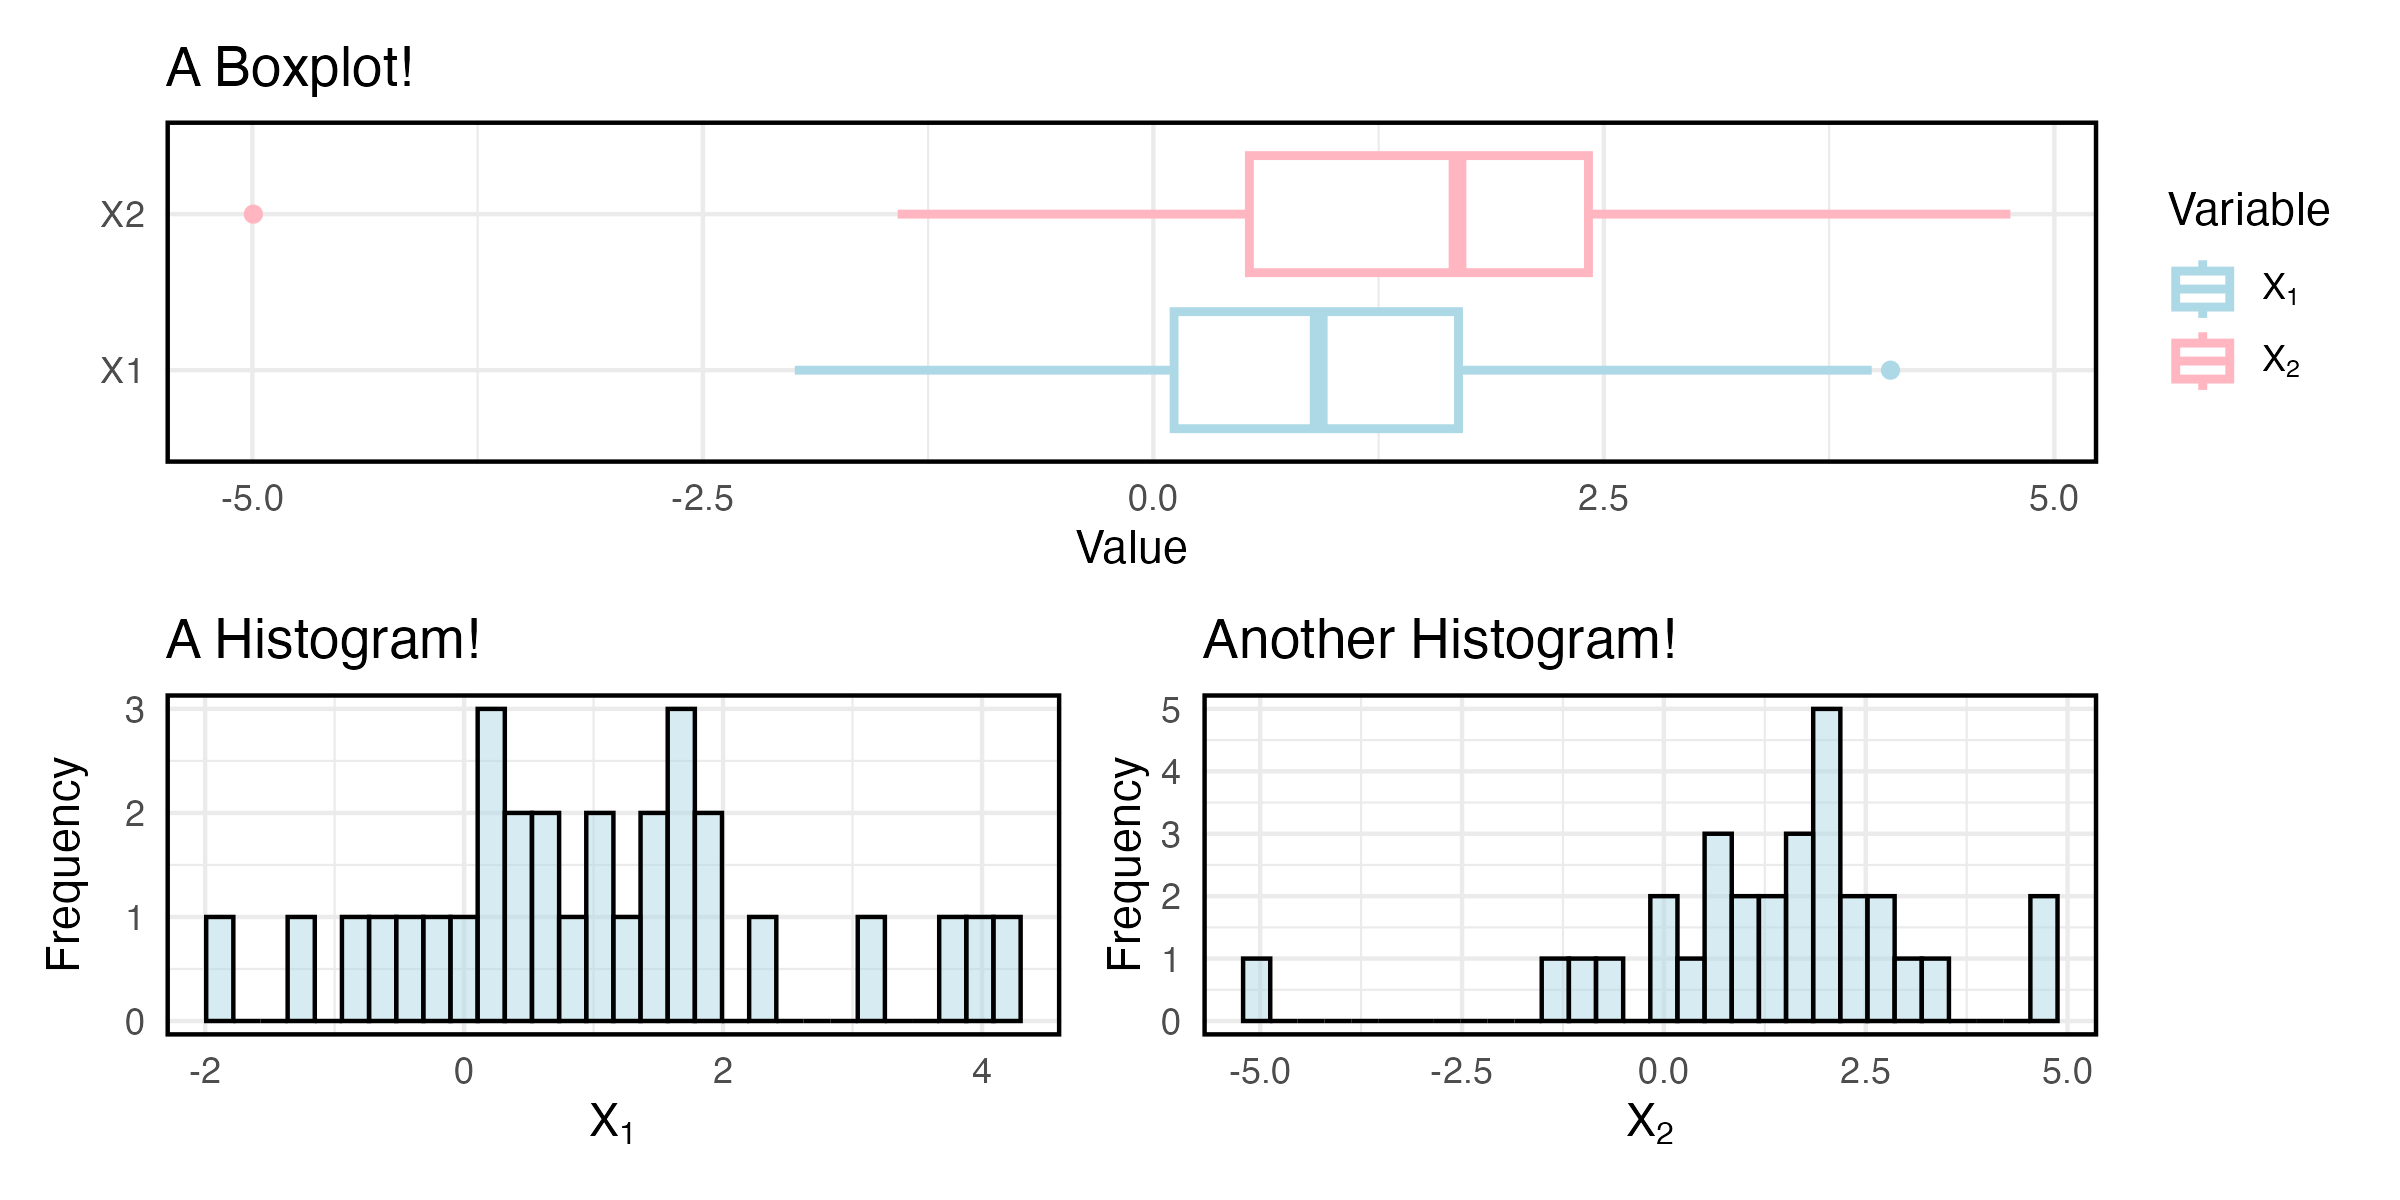 A Boxplot!
X2
X1
-5.0 -2.5 0.0 2.5 5.0
Value
Variable
X₁
X₂
A Histogram!
Frequency
3
2
1
0
-2 0 2 4
X₁
Another Histogram!
Frequency
5
4
3
2
1
0
-5.0 -2.5 0.0 2.5 5.0
X₂